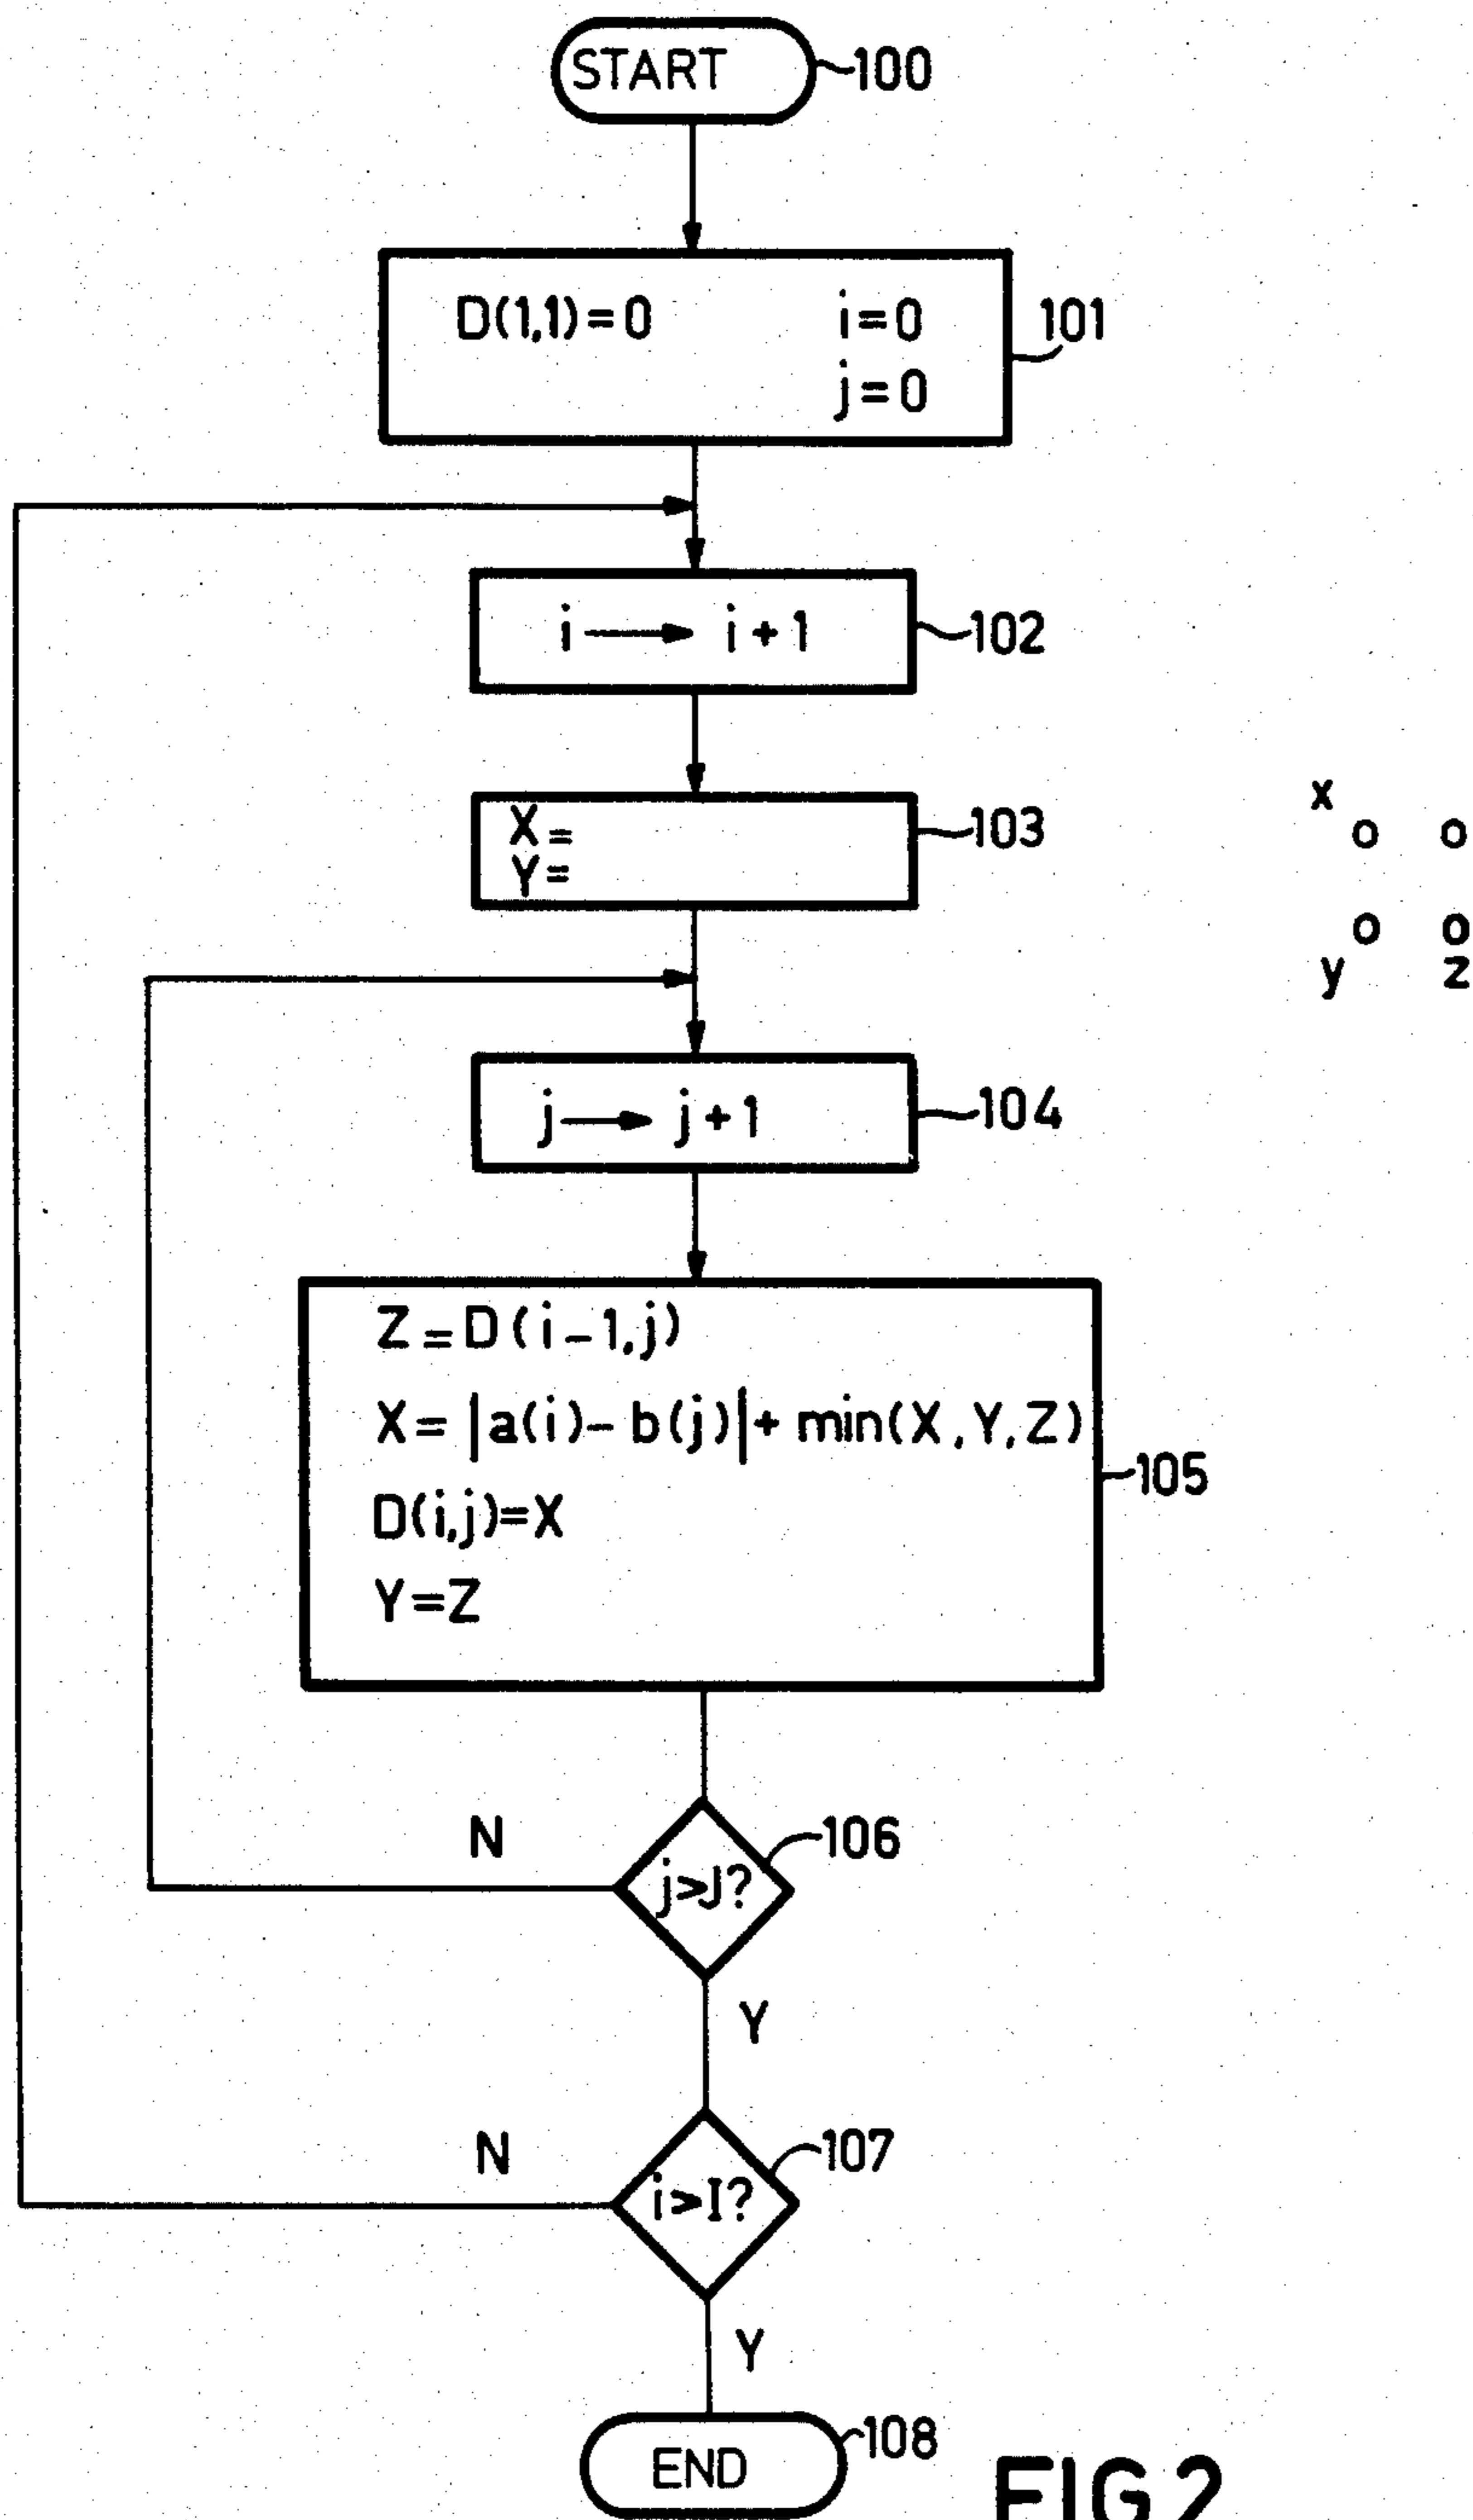 START 100
D(1,1)=0 i=0 101
j=0
i → i+1 102
X= 103
Y=
x
o o
o o
y z
j → j+1 104
Z=D(i-1,j)
X=|a(i)-b(j)|+ min(X,Y,Z)
105
D(i,j)=X
Y=Z
N 106
j>J?
Y
N 107
i>I?
Y
END 108
FIG.2